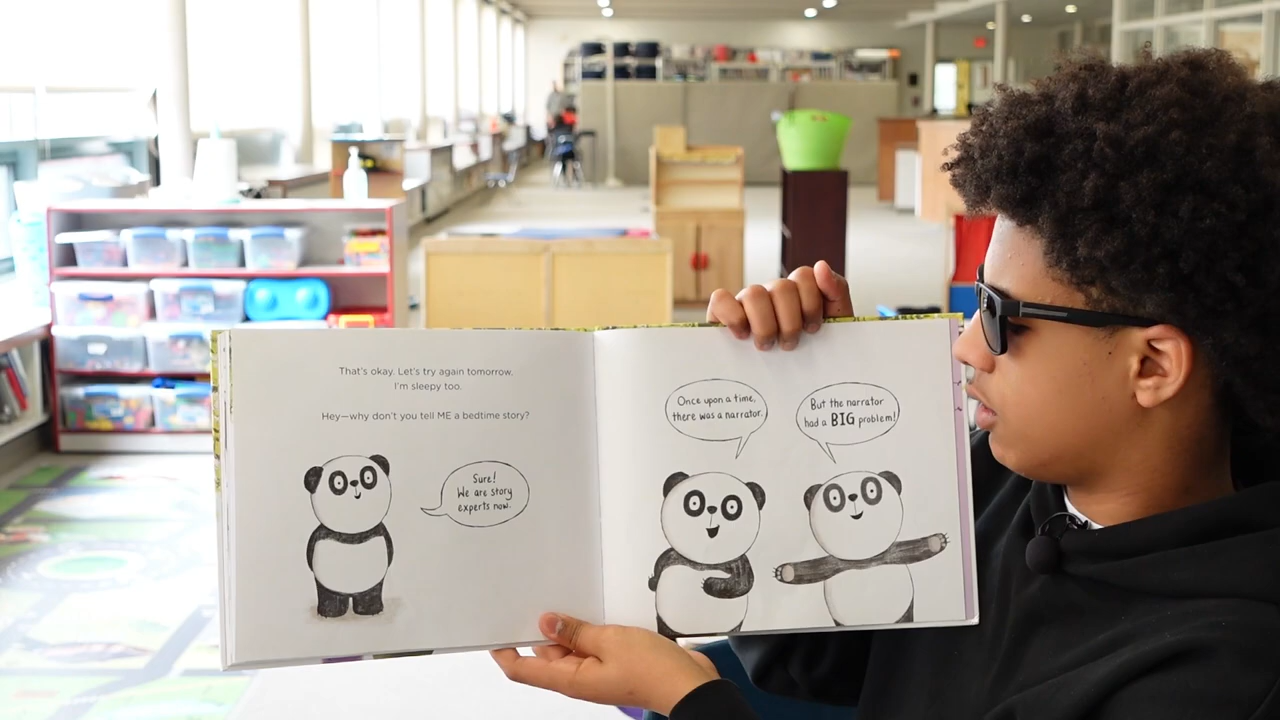 That's okay. Let's try again tomorrow.
I'm sleepy too.
Hey—why don't you tell ME a bedtime story?
Sure!
We are story
experts now.
Once upon a time,
there was a narrator.
But the narrator
had a BIG problem!